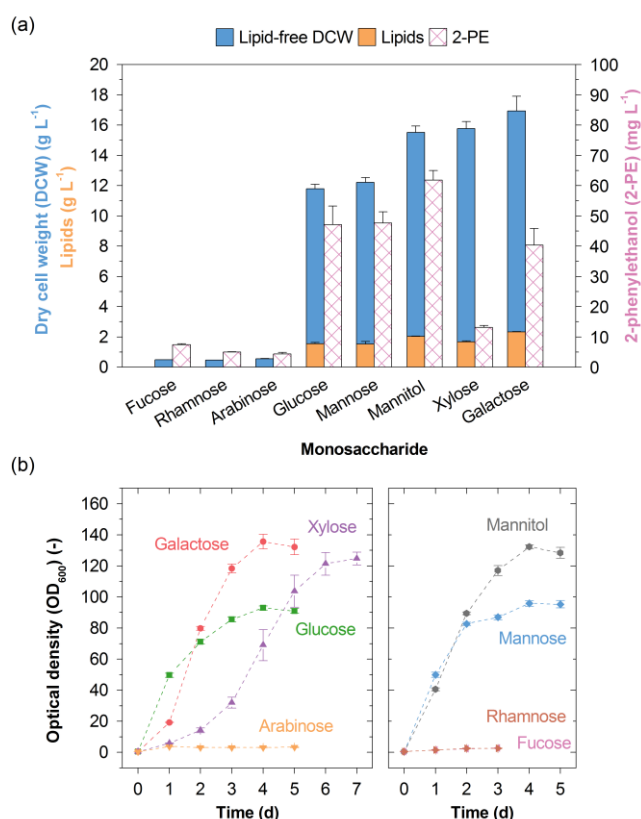 (a)
Lipid-free DCW Lipids 2-PE
Dry cell weight (DCW) (g L⁻¹)
Lipids (g L⁻¹)
20
18
16
14
12
10
8
6
4
2
0
100
90
80
70
60
50
40
30
20
10
0
2-phenylethanol (2-PE) (mg L⁻¹)
Fucose
Rhamnose
Arabinose
Glucose
Mannose
Mannitol
Xylose
Galactose
Monosaccharide
(b)
Optical density (OD₆₀₀) (-)
160
140
120
100
80
60
40
20
0
Galactose
Xylose
Glucose
Arabinose
0 1 2 3 4 5 6 7
Time (d)
Mannitol
Mannose
Rhamnose
Fucose
0 1 2 3 4 5
Time (d)